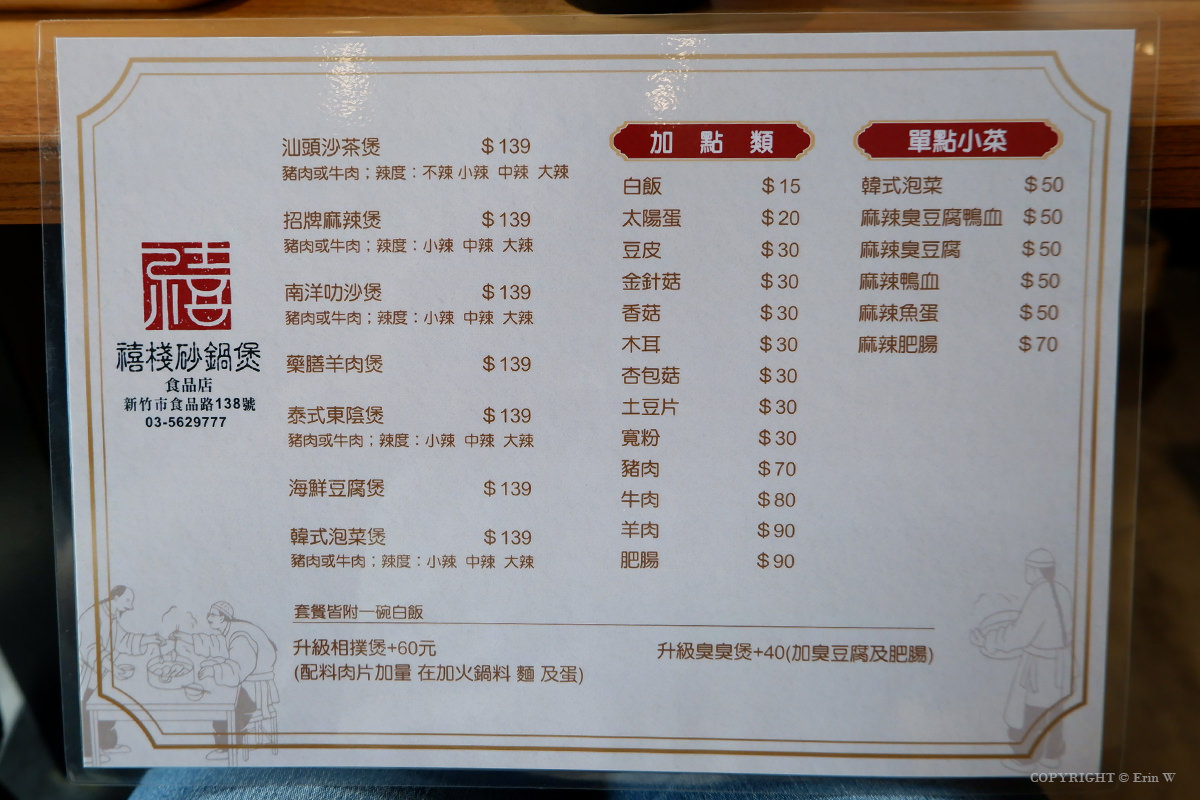 禧
禧棧砂鍋煲
食品店
新竹市食品路138號
03-5629777
汕頭沙茶煲 $139
豬肉或牛肉；辣度：不辣 小辣 中辣 大辣
招牌麻辣煲 $139
豬肉或牛肉；辣度：小辣 中辣 大辣
南洋叻沙煲 $139
豬肉或牛肉；辣度：小辣 中辣 大辣
藥膳羊肉煲 $139
泰式東陰煲 $139
豬肉或牛肉；辣度：小辣 中辣 大辣
海鮮豆腐煲 $139
韓式泡菜煲 $139
豬肉或牛肉；辣度：小辣 中辣 大辣
加點類
白飯 $15
太陽蛋 $20
豆皮 $30
金針菇 $30
香菇 $30
木耳 $30
杏包菇 $30
土豆片 $30
寬粉 $30
豬肉 $70
牛肉 $80
羊肉 $90
肥腸 $90
單點小菜
韓式泡菜 $50
麻辣臭豆腐鴨血 $50
麻辣臭豆腐 $50
麻辣鴨血 $50
麻辣魚蛋 $50
麻辣肥腸 $70
套餐皆附一碗白飯
升級相撲煲+60元
(配料肉片加量 在加火鍋料 麵 及蛋)
升級臭臭煲+40(加臭豆腐及肥腸)
COPYRIGHT © Erin W